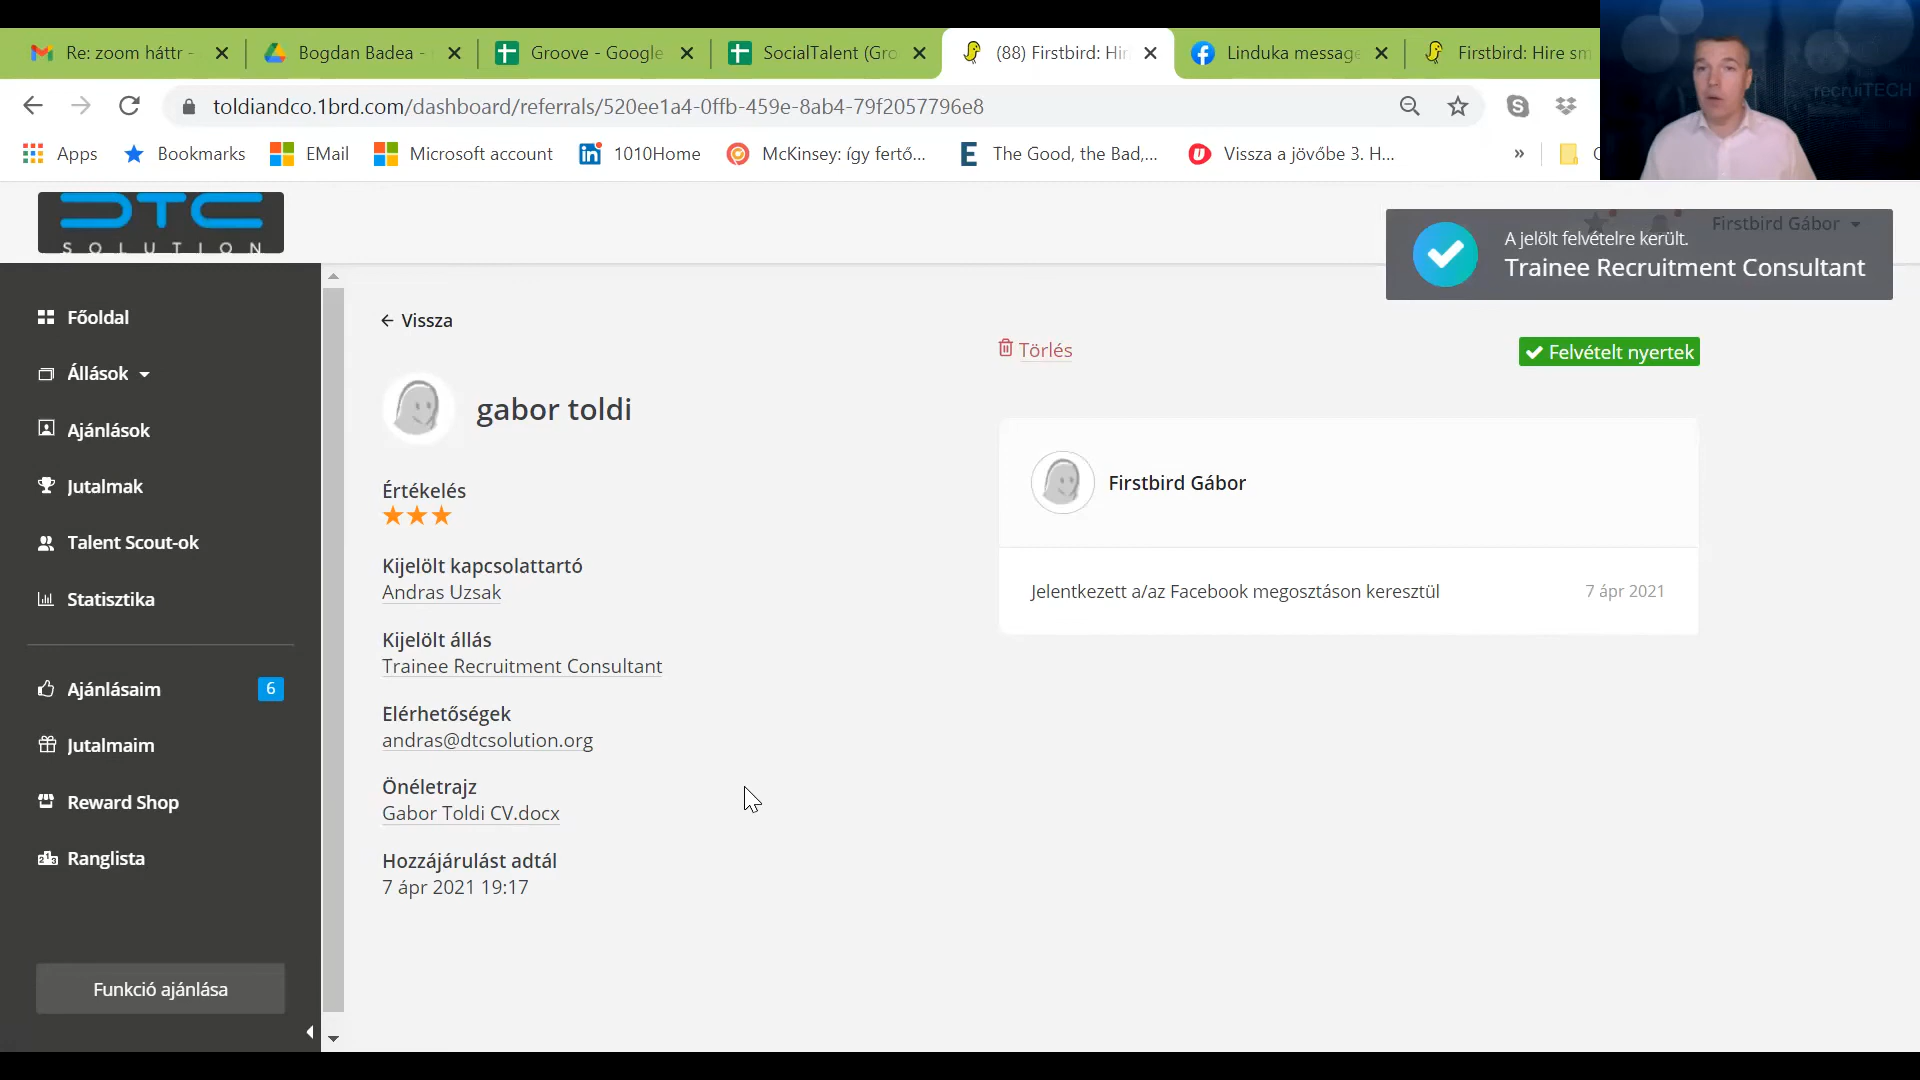 Re: zoom háttr -
Bogdan Badea -
Groove - Google
SocialTalent (Gro
(88) Firstbird: Hir
Linduka message
Firstbird: Hire sm
toldiandco.1brd.com/dashboard/referrals/520ee1a4-0ffb-459e-8ab4-79f2057796e8
Apps
Bookmarks
EMail
Microsoft account
1010Home
McKinsey: így fertő...
The Good, the Bad,...
Vissza a jövőbe 3. H...
»
recruiTECH
DTC
SOLUTION
Firstbird Gábor
A jelölt felvételre került.
Trainee Recruitment Consultant
Főoldal
Állások
Ajánlások
Jutalmak
Talent Scout-ok
Statisztika
Ajánlásaim
6
Jutalmaim
Reward Shop
Ranglista
Funkció ajánlása
← Vissza
Törlés
Felvételt nyertek
gabor toldi
Értékelés
Kijelölt kapcsolattartó
Andras Uzsak
Kijelölt állás
Trainee Recruitment Consultant
Elérhetőségek
andras@dtcsolution.org
Önéletrajz
Gabor Toldi CV.docx
Hozzájárulást adtál
7 ápr 2021 19:17
Firstbird Gábor
Jelentkezett a/az Facebook megosztáson keresztül
7 ápr 2021